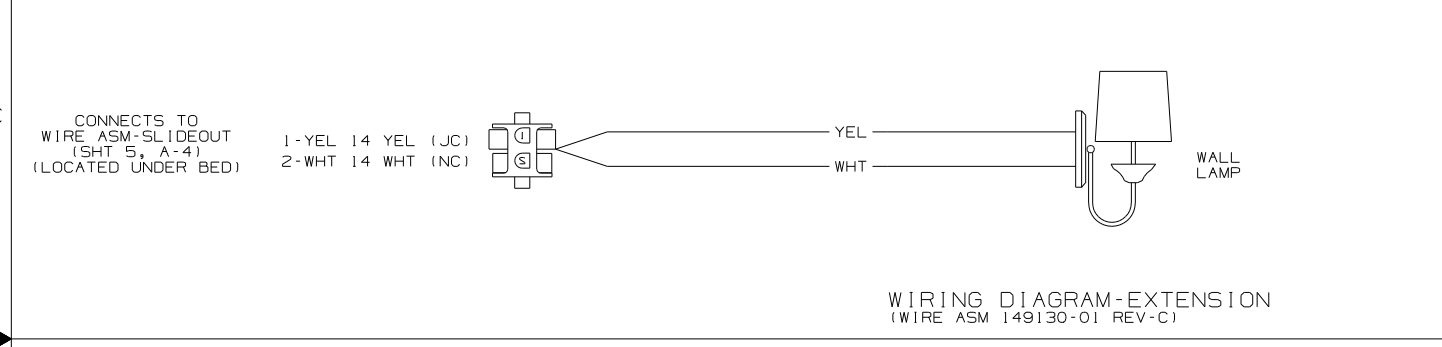 CONNECTS TO
WIRE ASM-SLIDEOUT
(SHT 5, A-4)
(LOCATED UNDER BED)
1-YEL 14 YEL (JC)
2-WHT 14 WHT (NC)
1
2
YEL
WHT
WALL
LAMP
WIRING DIAGRAM-EXTENSION
(WIRE ASM 149130-01 REV-C)